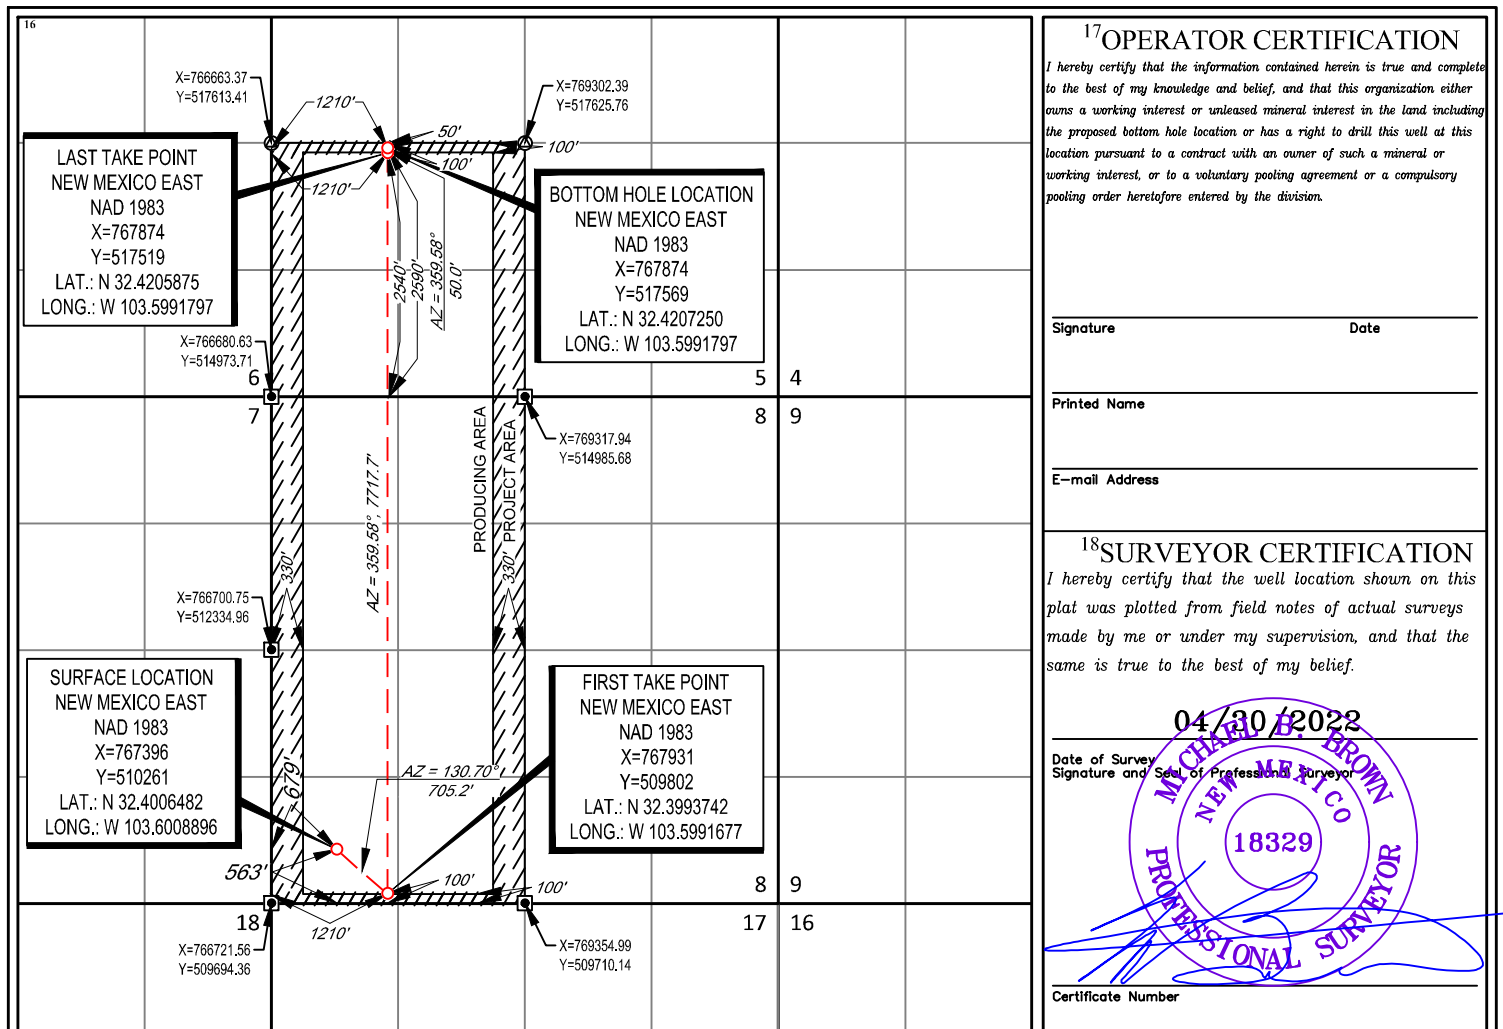 16
X=766663.37
Y=517613.41
1210'
50'
X=769302.39
Y=517625.76
100'
100'
1210'
LAST TAKE POINT
NEW MEXICO EAST
NAD 1983
X=767874
Y=517519
LAT.: N 32.4205875
LONG.: W 103.5991797
BOTTOM HOLE LOCATION
NEW MEXICO EAST
NAD 1983
X=767874
Y=517569
LAT.: N 32.4207250
LONG.: W 103.5991797
2540'
2590'
AZ = 359.58°
50.0'
X=766680.63
Y=514973.71
6
5
4
7
8
9
X=769317.94
Y=514985.68
AZ = 359.58°, 7717.7'
PRODUCING AREA
PROJECT AREA
330'
330'
X=766700.75
Y=512334.96
SURFACE LOCATION
NEW MEXICO EAST
NAD 1983
X=767396
Y=510261
LAT.: N 32.4006482
LONG.: W 103.6008896
FIRST TAKE POINT
NEW MEXICO EAST
NAD 1983
X=767931
Y=509802
LAT.: N 32.3993742
LONG.: W 103.5991677
679'
AZ = 130.70°
705.2'
563'
100'
100'
8
9
18
17
16
1210'
X=766721.56
Y=509694.36
X=769354.99
Y=509710.14
17OPERATOR CERTIFICATION
I hereby certify that the information contained herein is true and complete
to the best of my knowledge and belief, and that this organization either
owns a working interest or unleased mineral interest in the land including
the proposed bottom hole location or has a right to drill this well at this
location pursuant to a contract with an owner of such a mineral or
working interest, or to a voluntary pooling agreement or a compulsory
pooling order heretofore entered by the division.
Signature Date
Printed Name
E-mail Address
18SURVEYOR CERTIFICATION
I hereby certify that the well location shown on this
plat was plotted from field notes of actual surveys
made by me or under my supervision, and that the
same is true to the best of my belief.
04/30/2022
Date of Survey
Signature and Seal of Professional Surveyor
MICHAEL B. BROWN
NEW MEXICO
18329
PROFESSIONAL SURVEYOR
Certificate Number